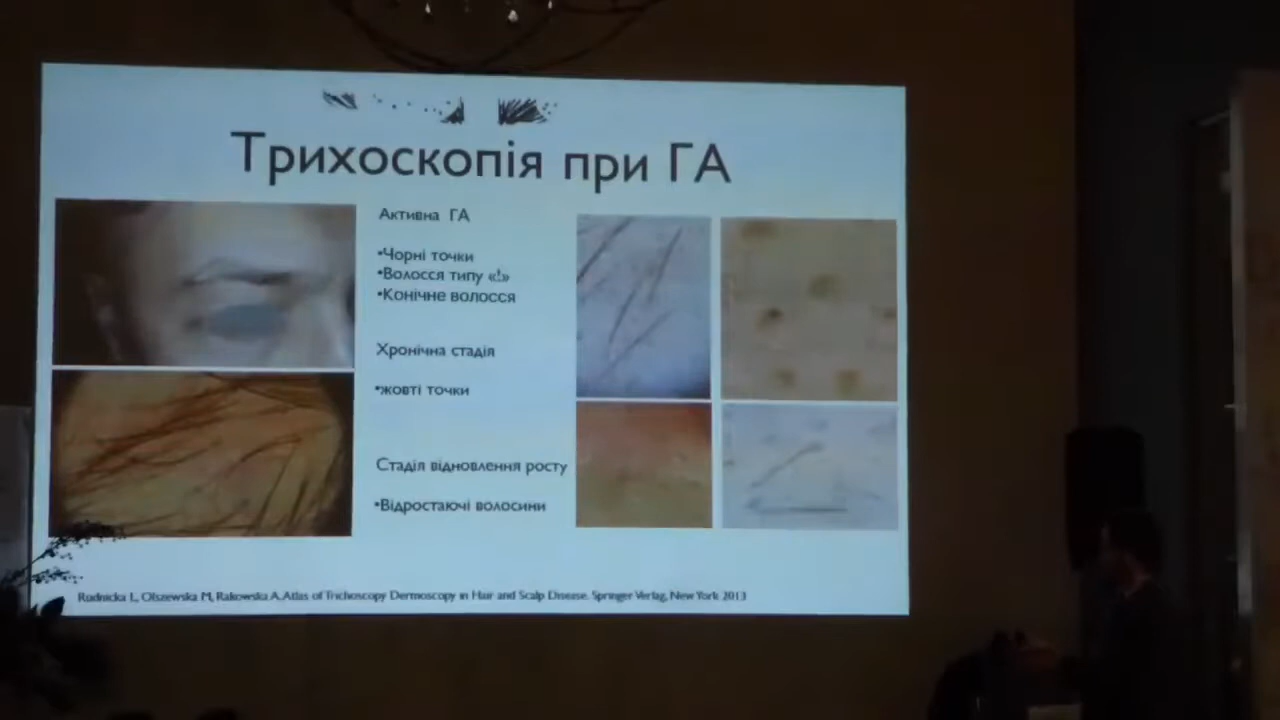 Трихоскопія при ГА
Активна ГА
•Чорні точки
•Волосся типу «!»
•Конічне волосся
Хронічна стадія
•жовті точки
Стадія відновлення росту
•Відростаючі волосини
Rudnicka L, Olszewska M, Rakowska A. Atlas of Trichoscopy Dermoscopy in Hair and Scalp Disease. Springer Verlag, New York 2013